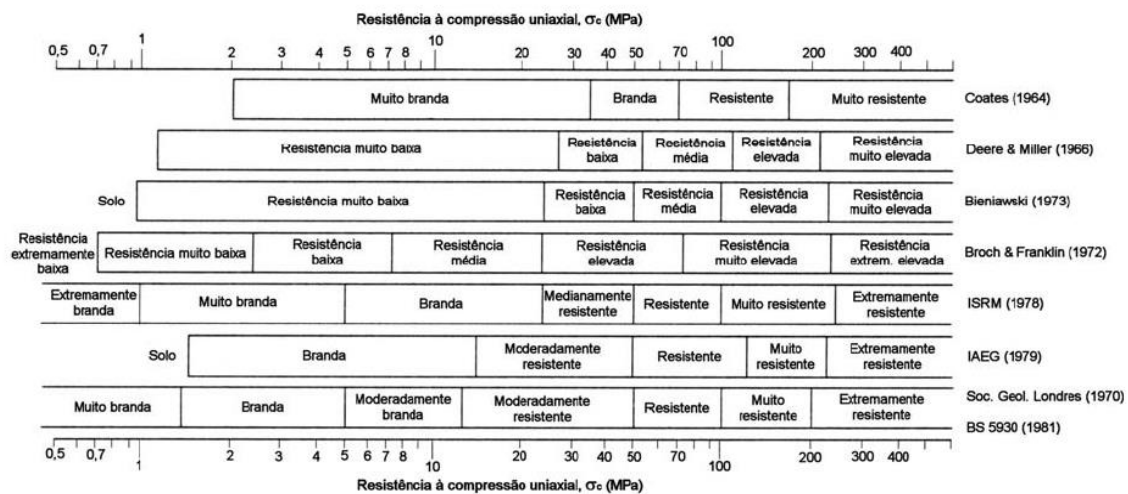 Resistência à compressão uniaxial, σc (MPa)
0,5 0,7 1 2 3 4 5 6 7 8 10 20 30 40 50 70 100 200 300 400
Muito branda Branda Resistente Muito resistente Coates (1964)
Resistência muito baixa Resistência baixa Resistência média Resistência elevada Resistência muito elevada Deere & Miller (1966)
Solo Resistência muito baixa Resistência baixa Resistência média Resistência elevada Resistência muito elevada Bieniawski (1973)
Resistência extremamente baixa Resistência muito baixa Resistência baixa Resistência média Resistência elevada Resistência muito elevada Resistência extrem. elevada Broch & Franklin (1972)
Extremamente branda Muito branda Branda Medianamente resistente Resistente Muito resistente Extremamente resistente ISRM (1978)
Solo Branda Moderadamente resistente Resistente Muito resistente Extremamente resistente IAEG (1979)
Muito branda Branda Moderadamente branda Moderadamente resistente Resistente Muito resistente Extremamente resistente Soc. Geol. Londres (1970)
BS 5930 (1981)
0,5 0,7 1 2 3 4 5 6 7 8 10 20 30 40 50 70 100 200 300 400
Resistência à compressão uniaxial, σc (MPa)